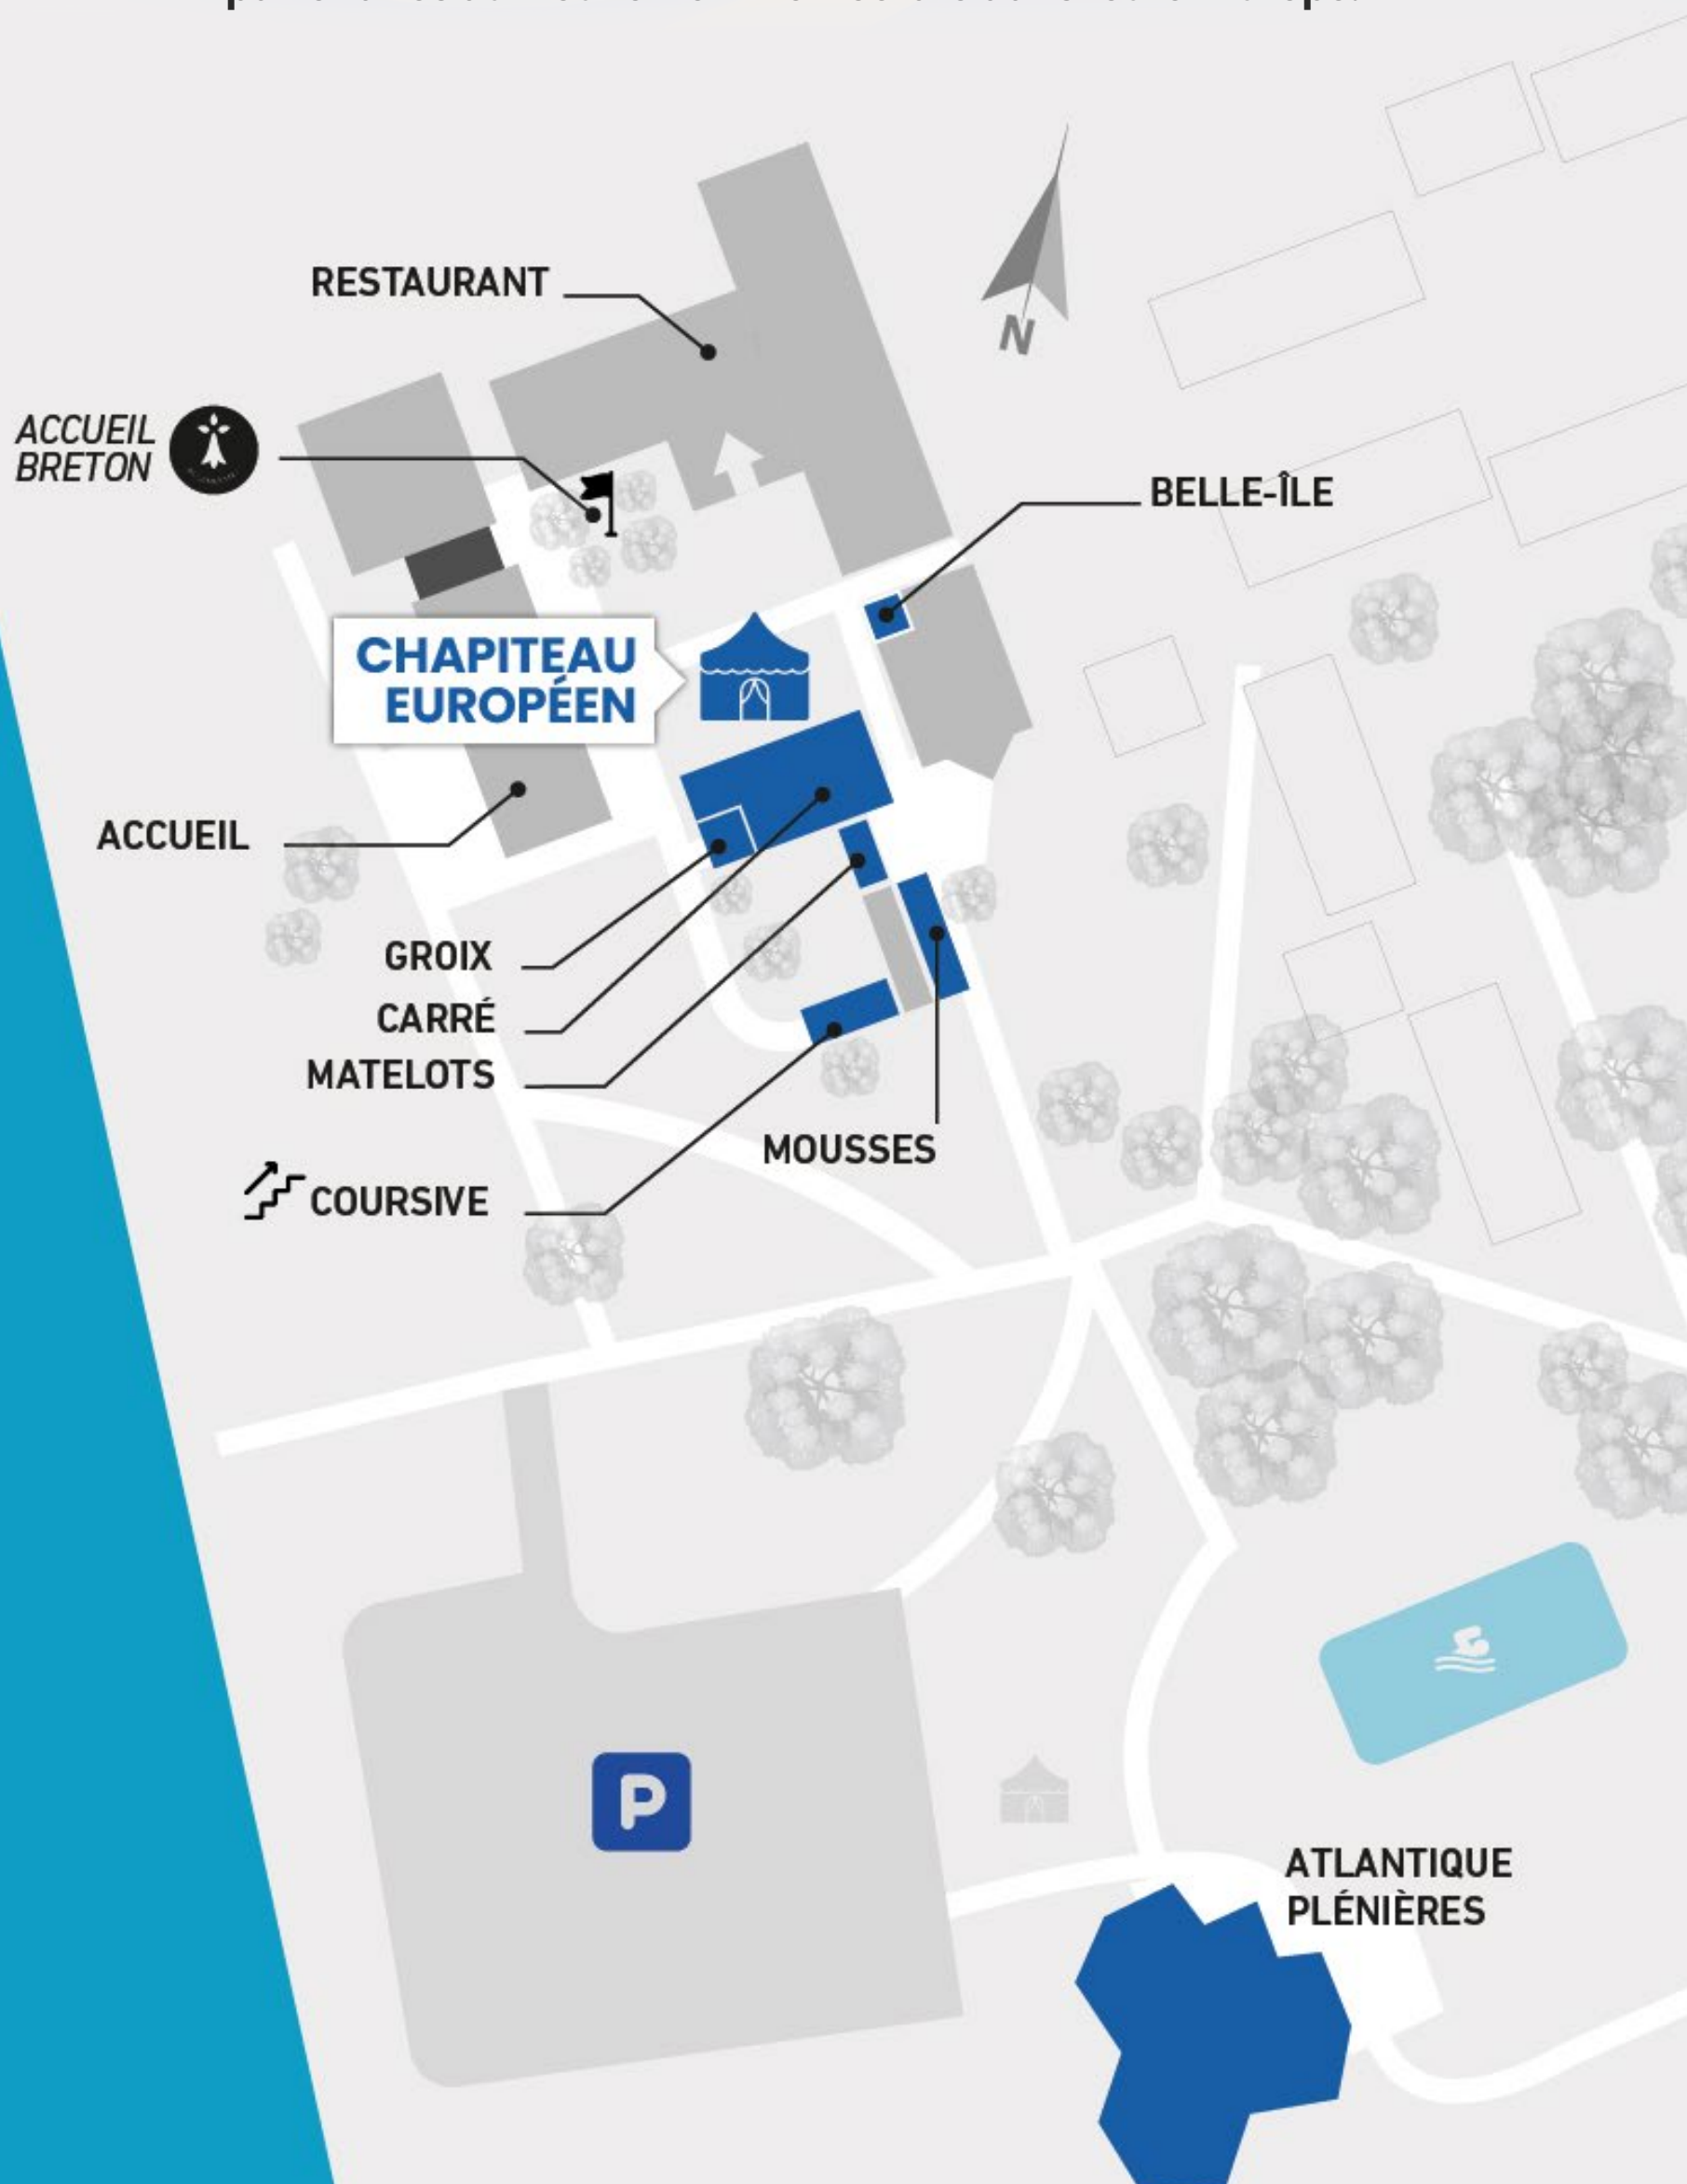 RESTAURANT
N
ACCUEIL
BRETON
BELLE-ÎLE
CHAPITEAU
EUROPÉEN
ACCUEIL
GROIX
CARRÉ
MATELOTS
MOUSSES
COURSIVE
P
ATLANTIQUE
PLÉNIÈRES